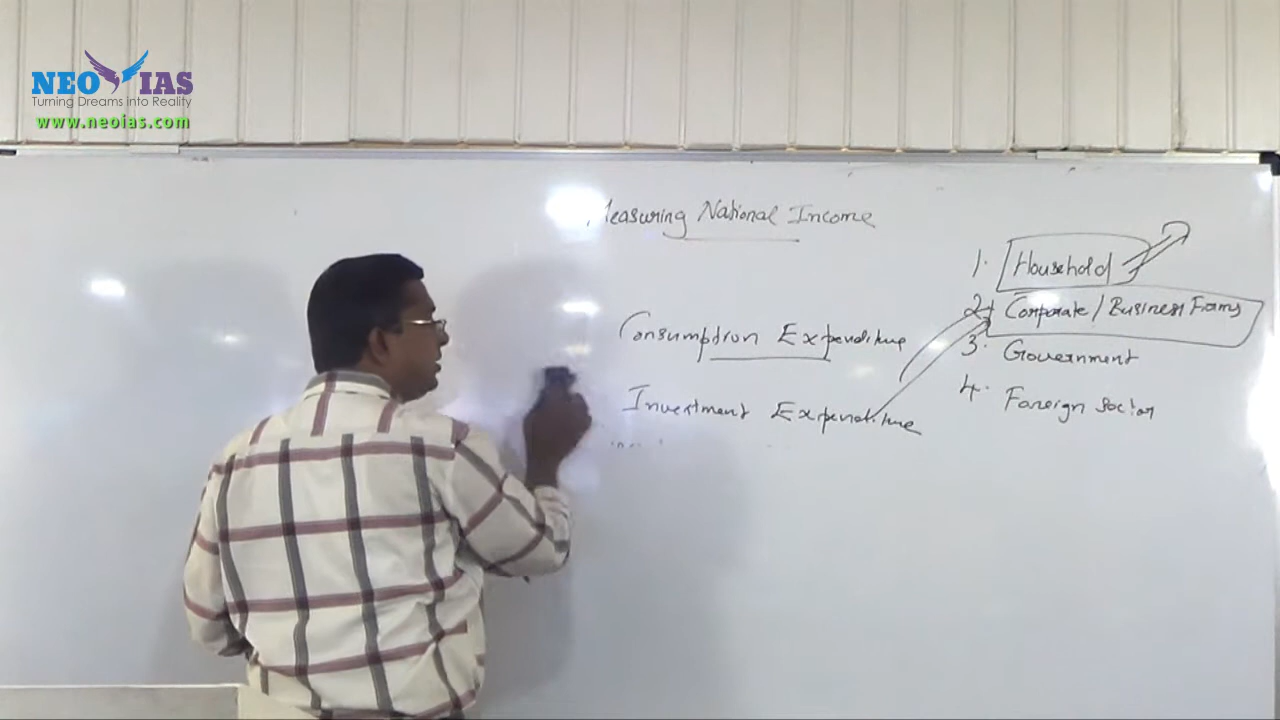 NEO IAS
Turning Dreams into Reality
www.neoias.com
Measuring National Income
1. Household
2. Corporate / Business Firms
3. Government
4. Foreign Sector
Consumption Expenditure
Investment Expenditure